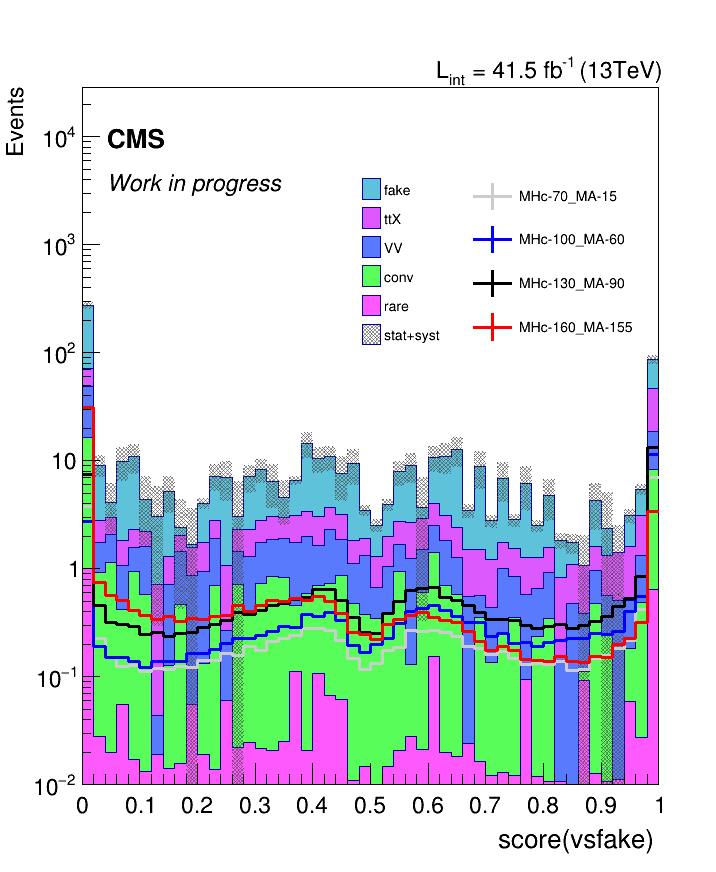 L_int = 41.5 fb^-1 (13TeV)
Events
CMS
Work in progress
fake
ttX
VV
conv
rare
stat+syst
MHc-70_MA-15
MHc-100_MA-60
MHc-130_MA-90
MHc-160_MA-155
10^4
10^3
10^2
10
1
10^-1
10^-2
0 0.1 0.2 0.3 0.4 0.5 0.6 0.7 0.8 0.9 1
score(vsfake)